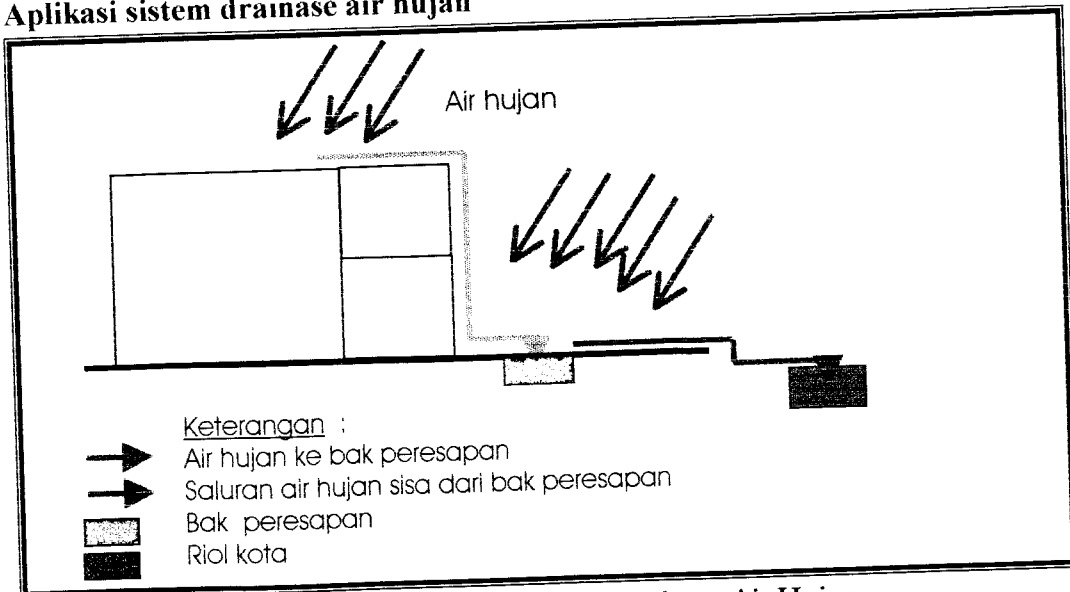 Aplikasi sistem drainase air hujan
Air hujan
Keterangan :
Air hujan ke bak peresapan
Saluran air hujan sisa dari bak peresapan
Bak peresapan
Riol kota